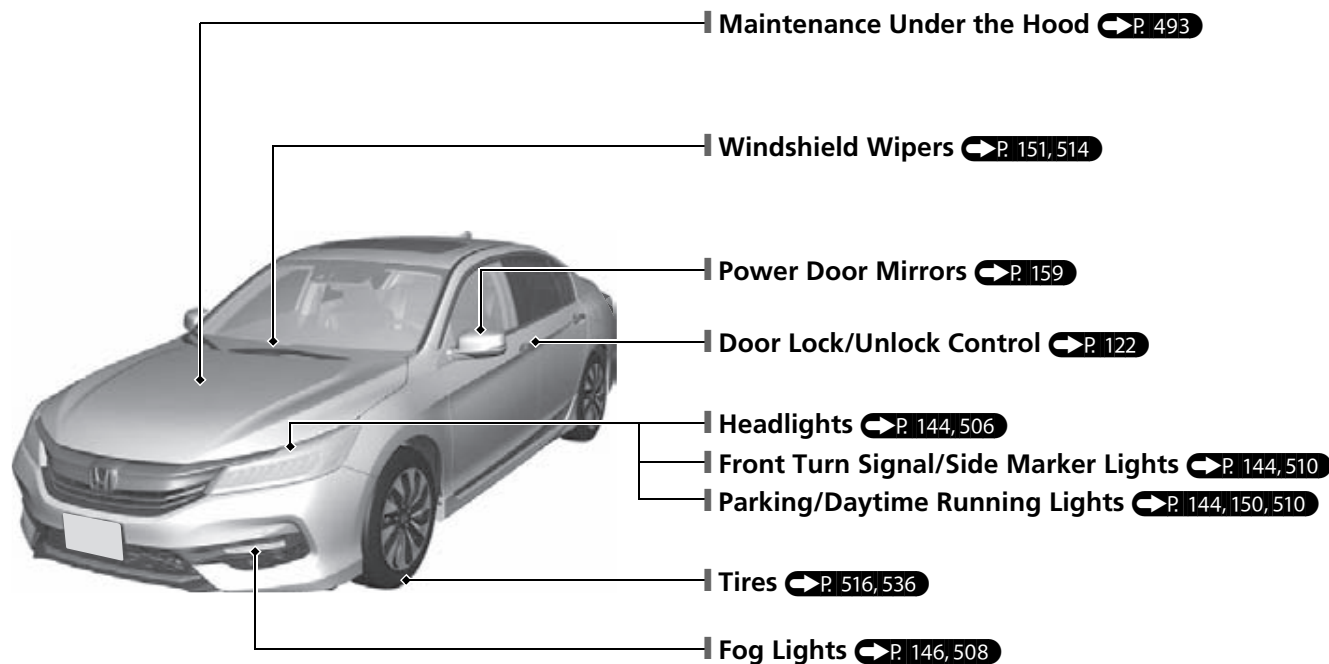 Maintenance Under the Hood P. 493
Windshield Wipers P. 151, 514
Power Door Mirrors P. 159
Door Lock/Unlock Control P. 122
Headlights P. 144, 506
Front Turn Signal/Side Marker Lights P. 144, 510
Parking/Daytime Running Lights P. 144, 150, 510
Tires P. 516, 536
Fog Lights P. 146, 508